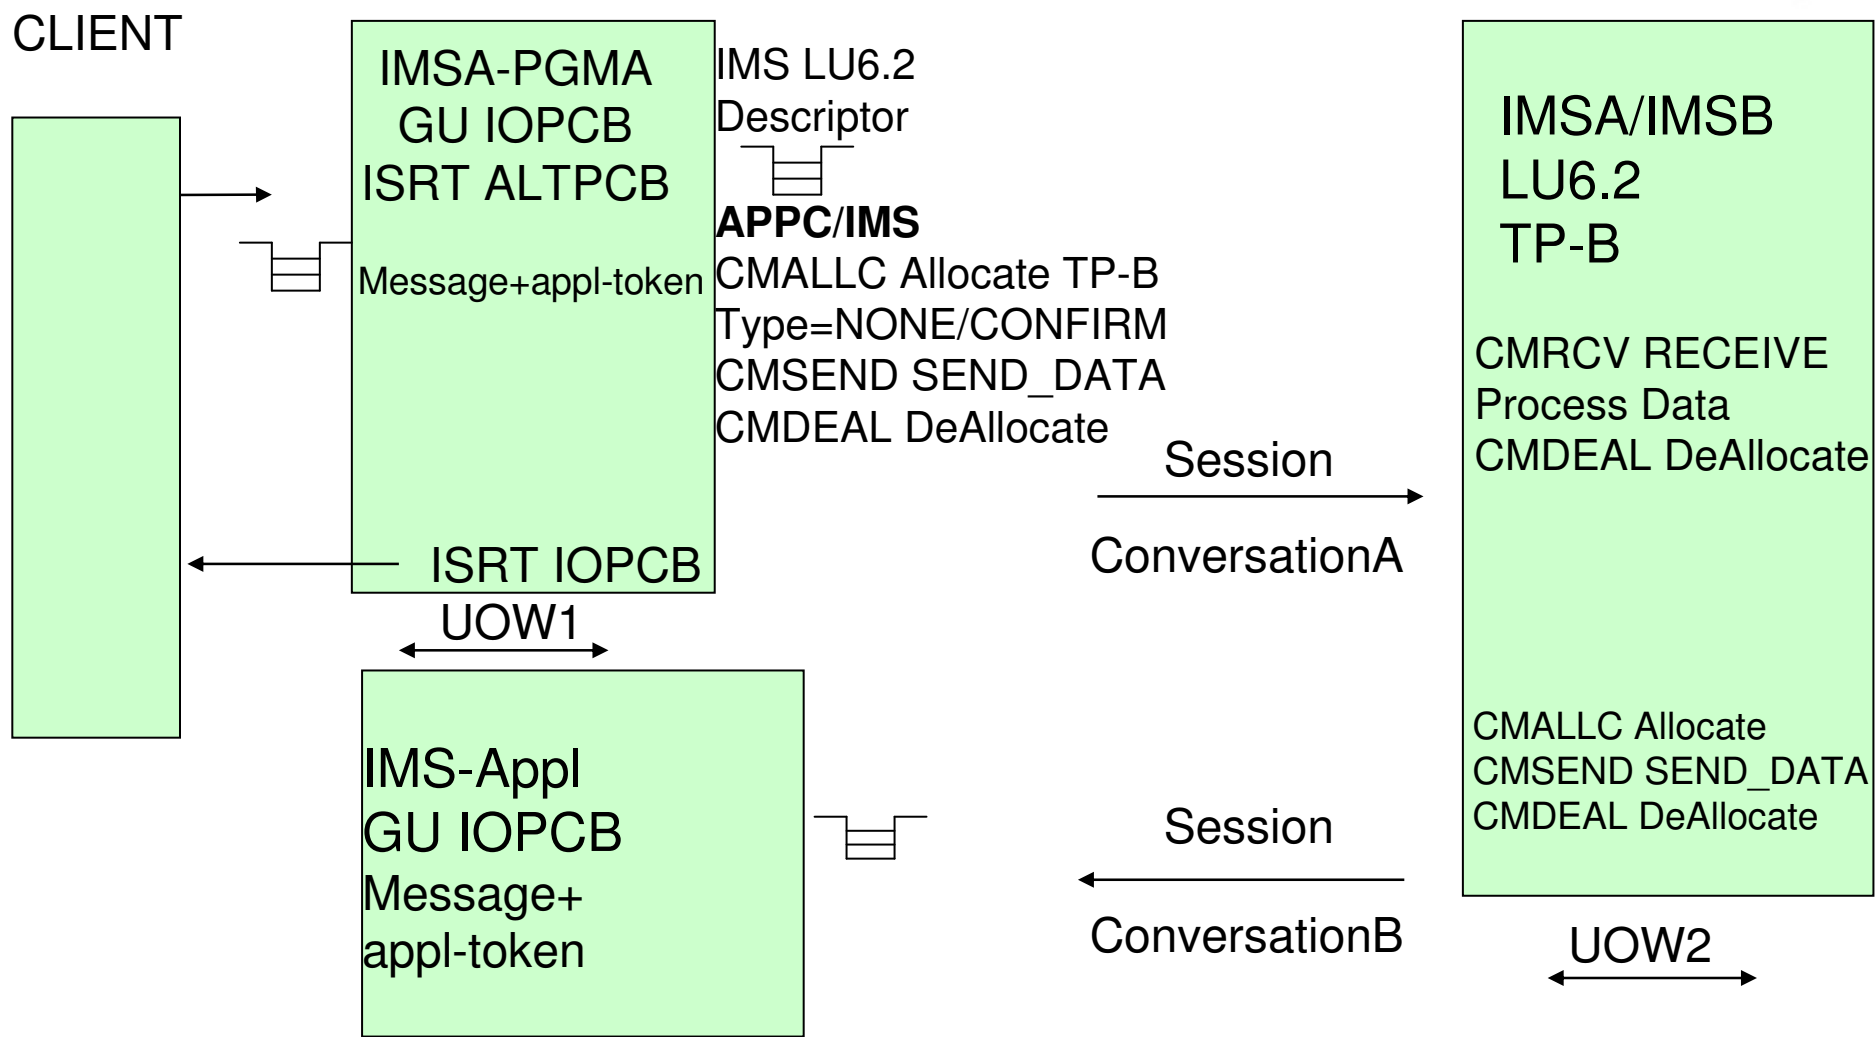 CLIENT
IMSA-PGMA
GU IOPCB
ISRT ALTPCB
Message+appl-token
ISRT IOPCB
UOW1
IMS LU6.2
Descriptor
APPC/IMS
CMALLC Allocate TP-B
Type=NONE/CONFIRM
CMSEND SEND_DATA
CMDEAL DeAllocate
Session
ConversationA
IMSA/IMSB
LU6.2
TP-B
CMRCV RECEIVE
Process Data
CMDEAL DeAllocate
CMALLC Allocate
CMSEND SEND_DATA
CMDEAL DeAllocate
UOW2
IMS-Appl
GU IOPCB
Message+
appl-token
Session
ConversationB